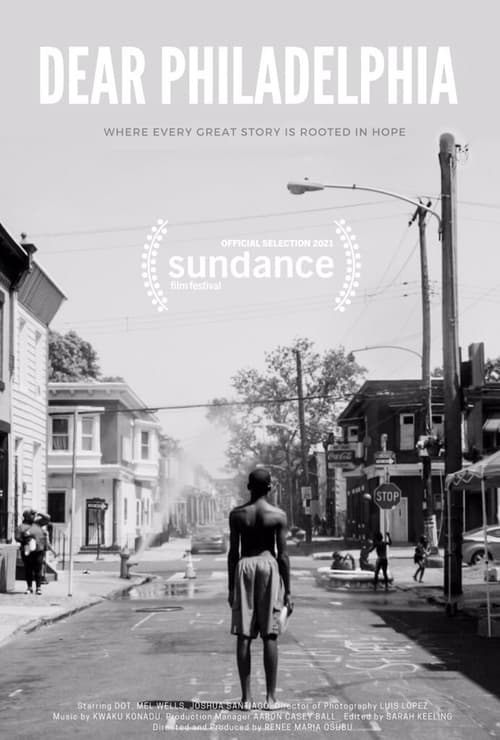 DEAR PHILADELPHIA
WHERE EVERY GREAT STORY IS ROOTED IN HOPE
OFFICIAL SELECTION 2021
sundance
film festival
Coca-Cola
STOP
Starring DOT, MEL WELLS, JOSHUA SANTIAGO, Director of Photography LUIS LOPEZ
Music by KWAKU KONADU, Production Manager AARON CASEY BALL, Edited by SARAH KEELING
Directed and Produced by RENEE MARIA OSUBU